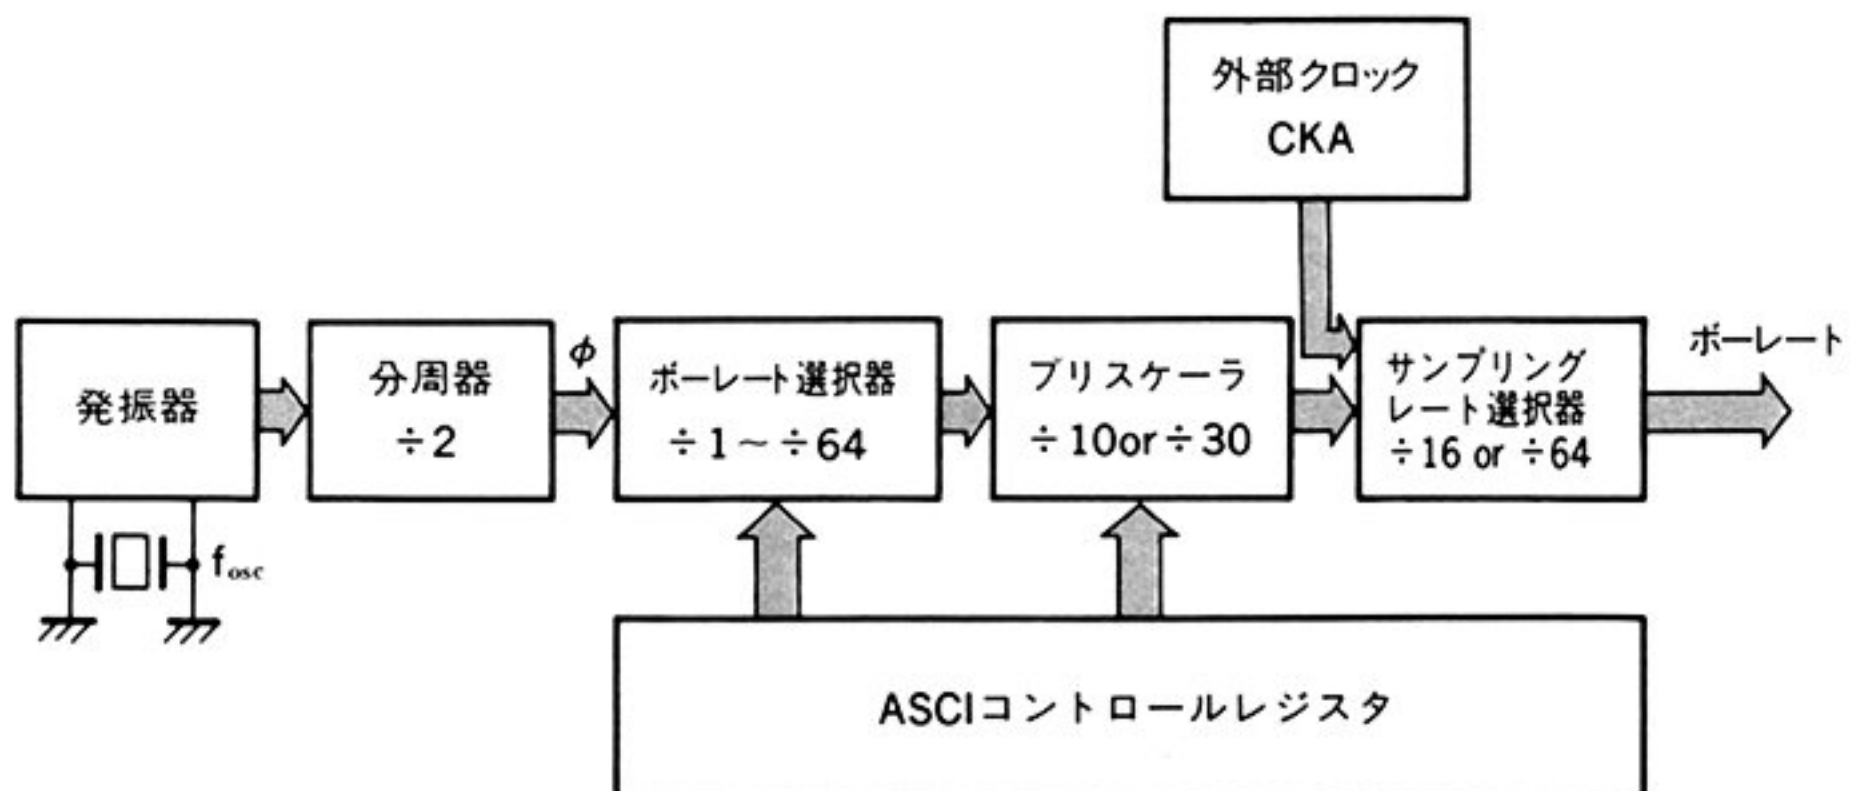 外部クロック
CKA
発振器
分周器
÷2
φ
ボーレート選択器
÷1～÷64
プリスケーラ
÷10or÷30
サンプリング
レート選択器
÷16 or ÷64
ボーレート
fosc
ASCIコントロールレジスタ